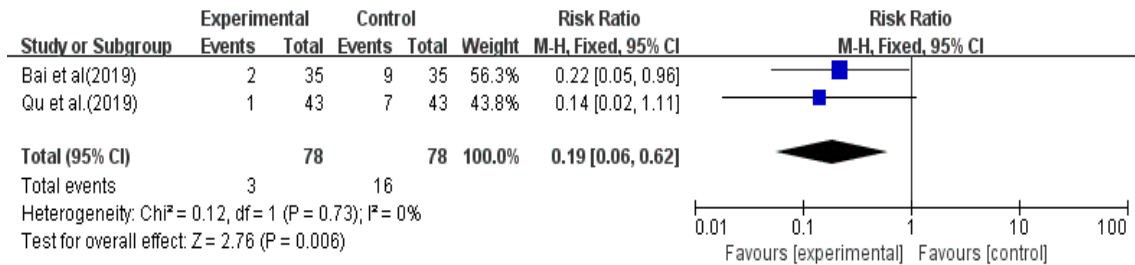 Experimental Control Risk Ratio Risk Ratio
Study or Subgroup Events Total Events Total Weight M-H, Fixed, 95% CI M-H, Fixed, 95% CI
Bai et al(2019) 2 35 9 35 56.3% 0.22 [0.05, 0.96]
Qu et al.(2019) 1 43 7 43 43.8% 0.14 [0.02, 1.11]
Total (95% CI) 78 78 100.0% 0.19 [0.06, 0.62]
Total events 3 16
Heterogeneity: Chi² = 0.12, df = 1 (P = 0.73); I² = 0%
Test for overall effect: Z = 2.76 (P = 0.006)
0.01 0.1 1 10 100
Favours [experimental] Favours [control]